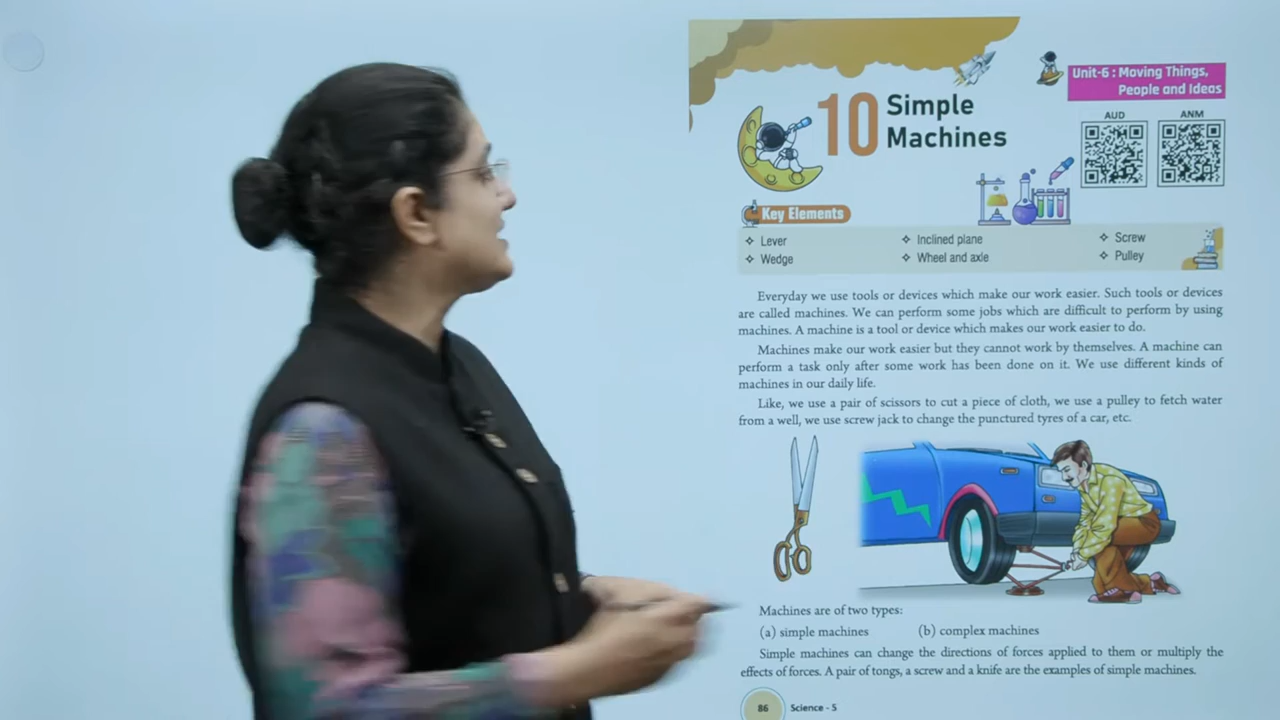 Unit-6 : Moving Things,
People and Ideas
AUD
ANM
10
Simple
Machines
Key Elements
❖ Lever
❖ Inclined plane
❖ Screw
❖ Wedge
❖ Wheel and axle
❖ Pulley
Everyday we use tools or devices which make our work easier. Such tools or devices
are called machines. We can perform some jobs which are difficult to perform by using
machines. A machine is a tool or device which makes our work easier to do.
Machines make our work easier but they cannot work by themselves. A machine can
perform a task only after some work has been done on it. We use different kinds of
machines in our daily life.
Like, we use a pair of scissors to cut a piece of cloth, we use a pulley to fetch water
from a well, we use screw jack to change the punctured tyres of a car, etc.
Machines are of two types:
(a) simple machines (b) complex machines
Simple machines can change the directions of forces applied to them or multiply the
effects of forces. A pair of tongs, a screw and a knife are the examples of simple machines.
86 Science - 5